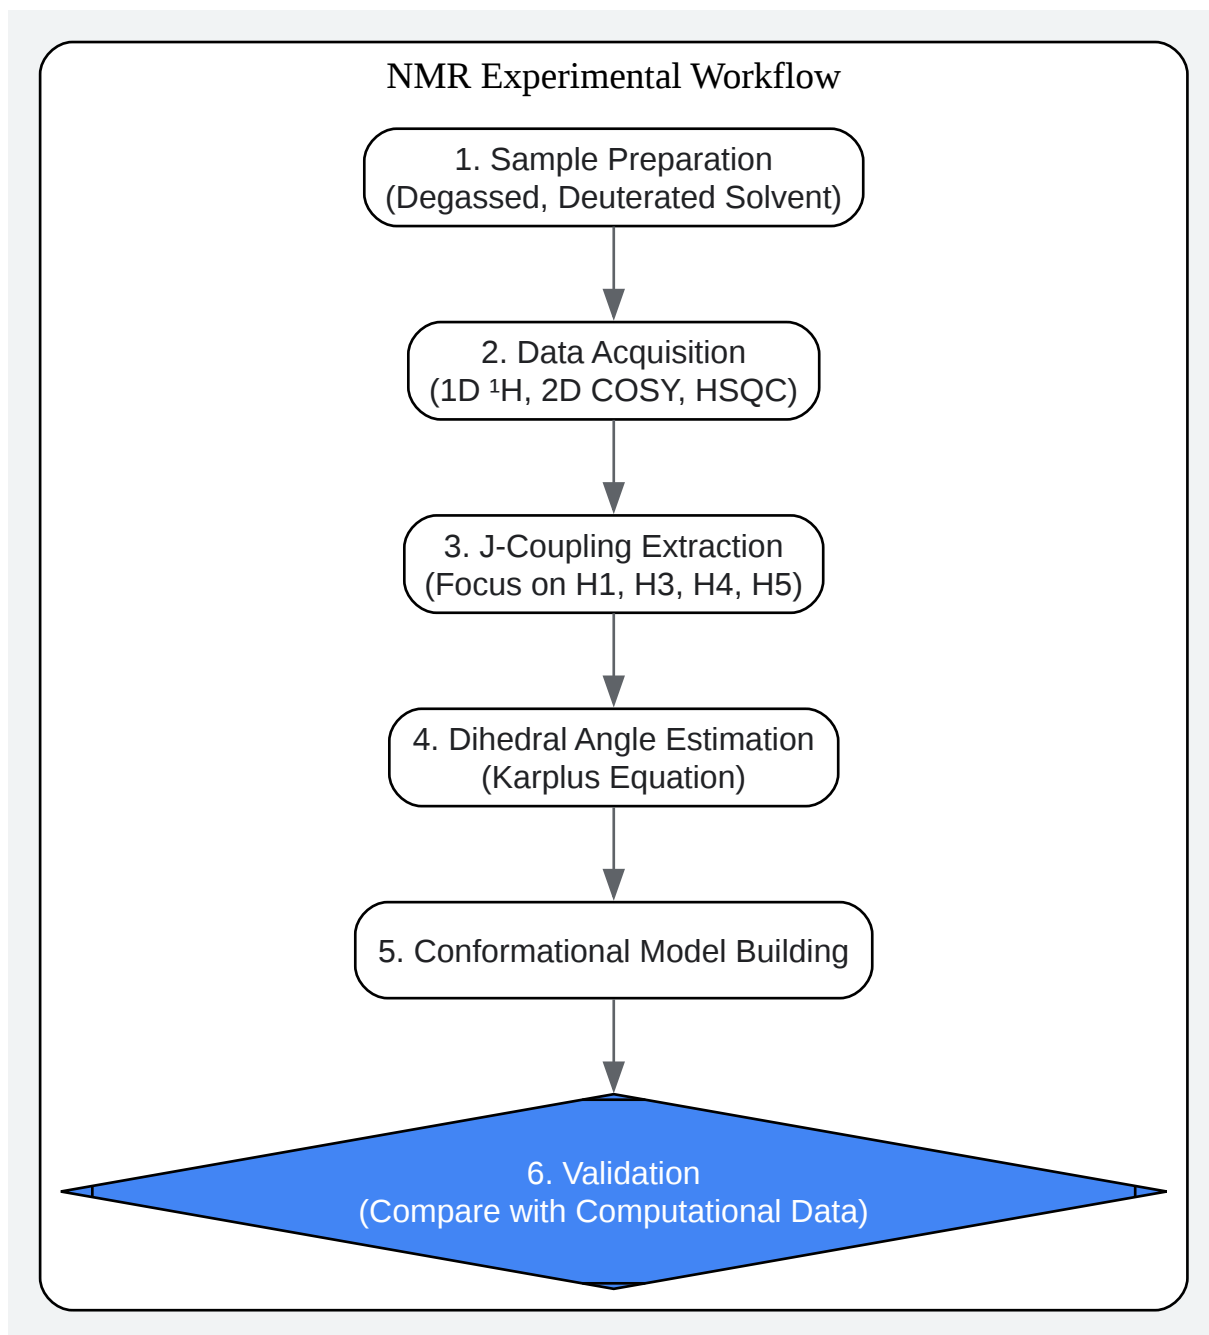 NMR Experimental Workflow
1. Sample Preparation
(Degassed, Deuterated Solvent)
2. Data Acquisition
(1D ¹H, 2D COSY, HSQC)
3. J-Coupling Extraction
(Focus on H1, H3, H4, H5)
4. Dihedral Angle Estimation
(Karplus Equation)
5. Conformational Model Building
6. Validation
(Compare with Computational Data)